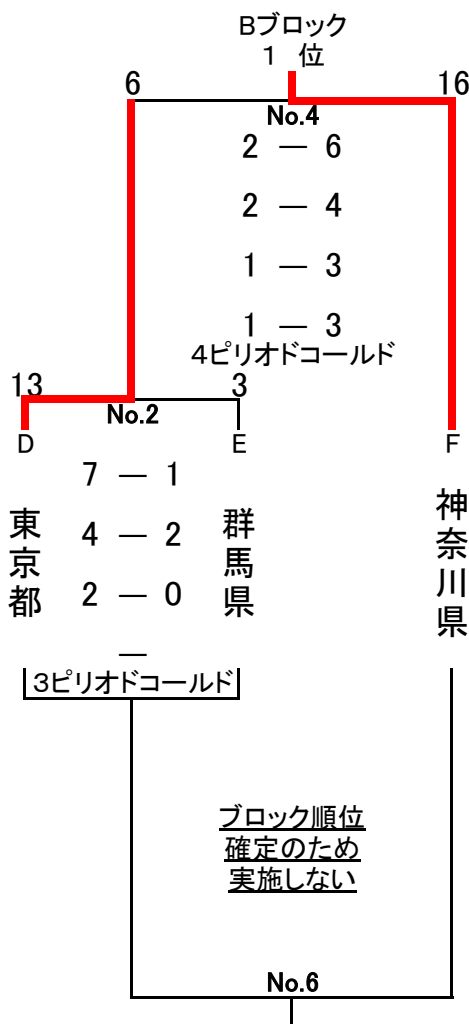 Bブロック
1 位
6 16
No.4
2 — 6
2 — 4
1 — 3
1 — 3
4ピリオドコールド
13 3
No.2
D E F
7 — 1
4 — 2
2 — 0
—
東京都
群馬県
神奈川県
3ピリオドコールド
ブロック順位
確定のため
実施しない
No.6